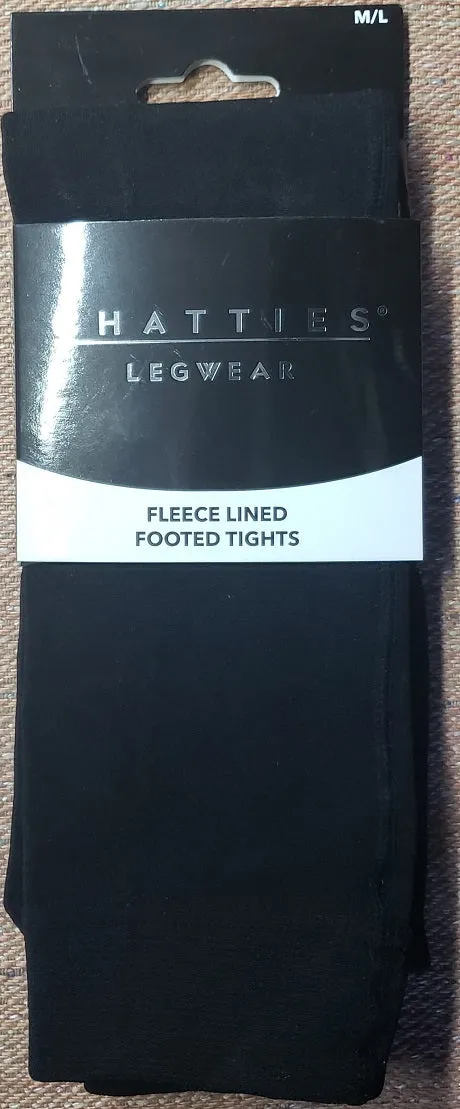 M/L
HATTIES®
LEGWEAR
FLEECE LINED
FOOTED TIGHTS